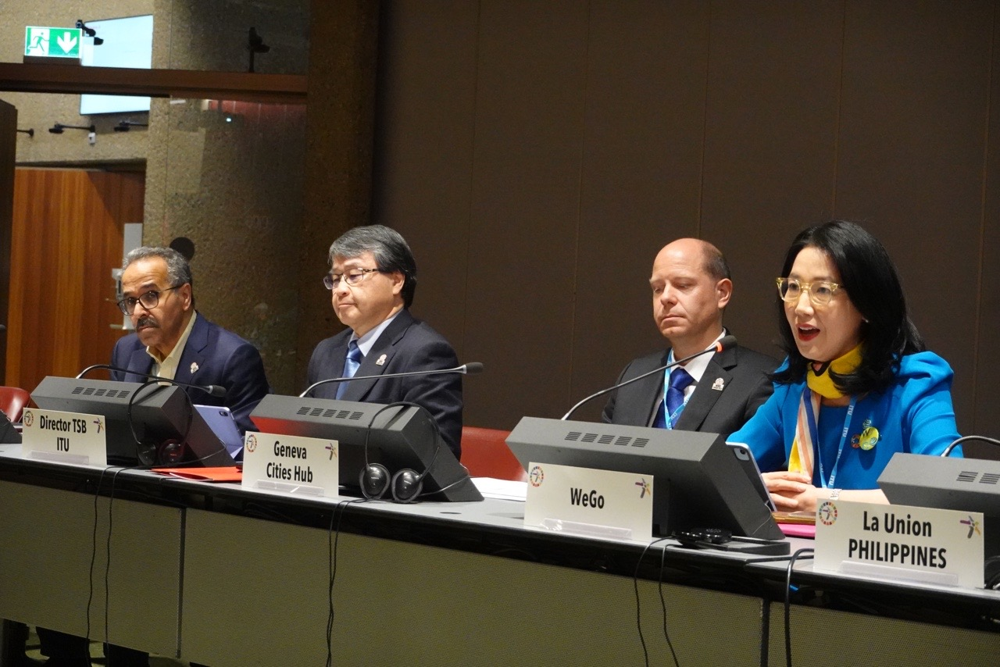 Director TSB
ITU
Geneva
Cities Hub
WeGo
La Union
PHILIPPINES